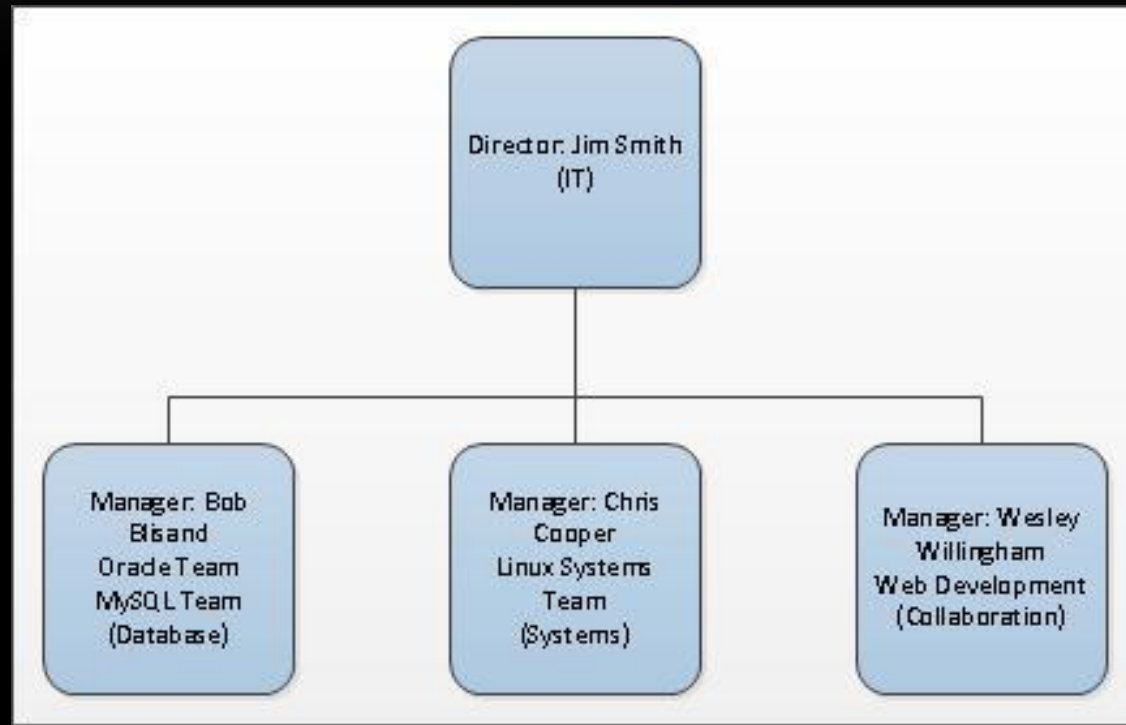 Director: Jim Smith
(IT)
Manager: Bob
Blisand
Oracle Team
MySQL Team
(Database)
Manager: Chris
Cooper
Linux Systems
Team
(Systems)
Manager: Wesley
Willingham
Web Development
(Collaboration)